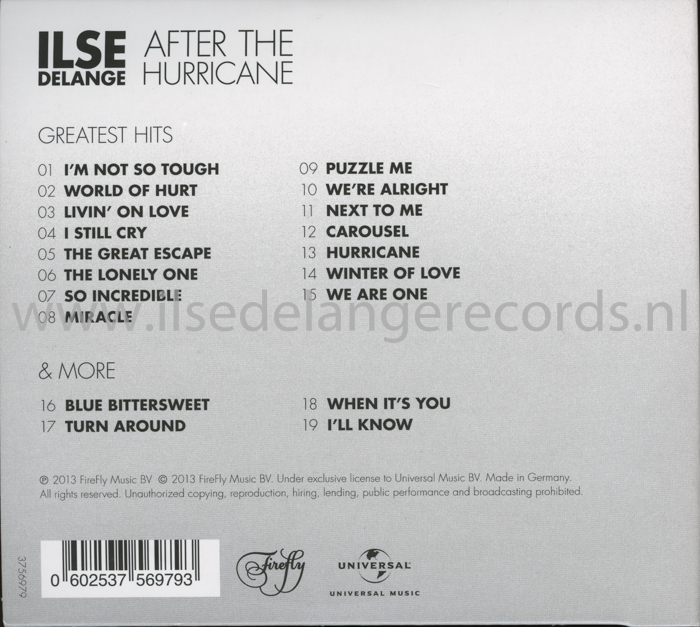 ILSE DELANGE
AFTER THE HURRICANE
GREATEST HITS
01 I'M NOT SO TOUGH
02 WORLD OF HURT
03 LIVIN' ON LOVE
04 I STILL CRY
05 THE GREAT ESCAPE
06 THE LONELY ONE
07 SO INCREDIBLE
08 MIRACLE
09 PUZZLE ME
10 WE'RE ALRIGHT
11 NEXT TO ME
12 CAROUSEL
13 HURRICANE
14 WINTER OF LOVE
15 WE ARE ONE
www.ilsedelangerecords.nl
& MORE
16 BLUE BITTERSWEET
17 TURN AROUND
18 WHEN IT'S YOU
19 I'LL KNOW
℗ 2013 FireFly Music BV © 2013 FireFly Music BV. Under exclusive license to Universal Music BV. Made in Germany.
All rights reserved. Unauthorized copying, reproduction, hiring, lending, public performance and broadcasting prohibited.
3756979
0 602537 569793
Firefly
UNIVERSAL
UNIVERSAL MUSIC